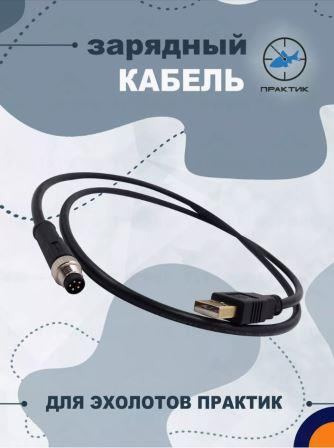 зарядный
КАБЕЛЬ
ПРАКТИК
ДЛЯ ЭХОЛОТОВ ПРАКТИК